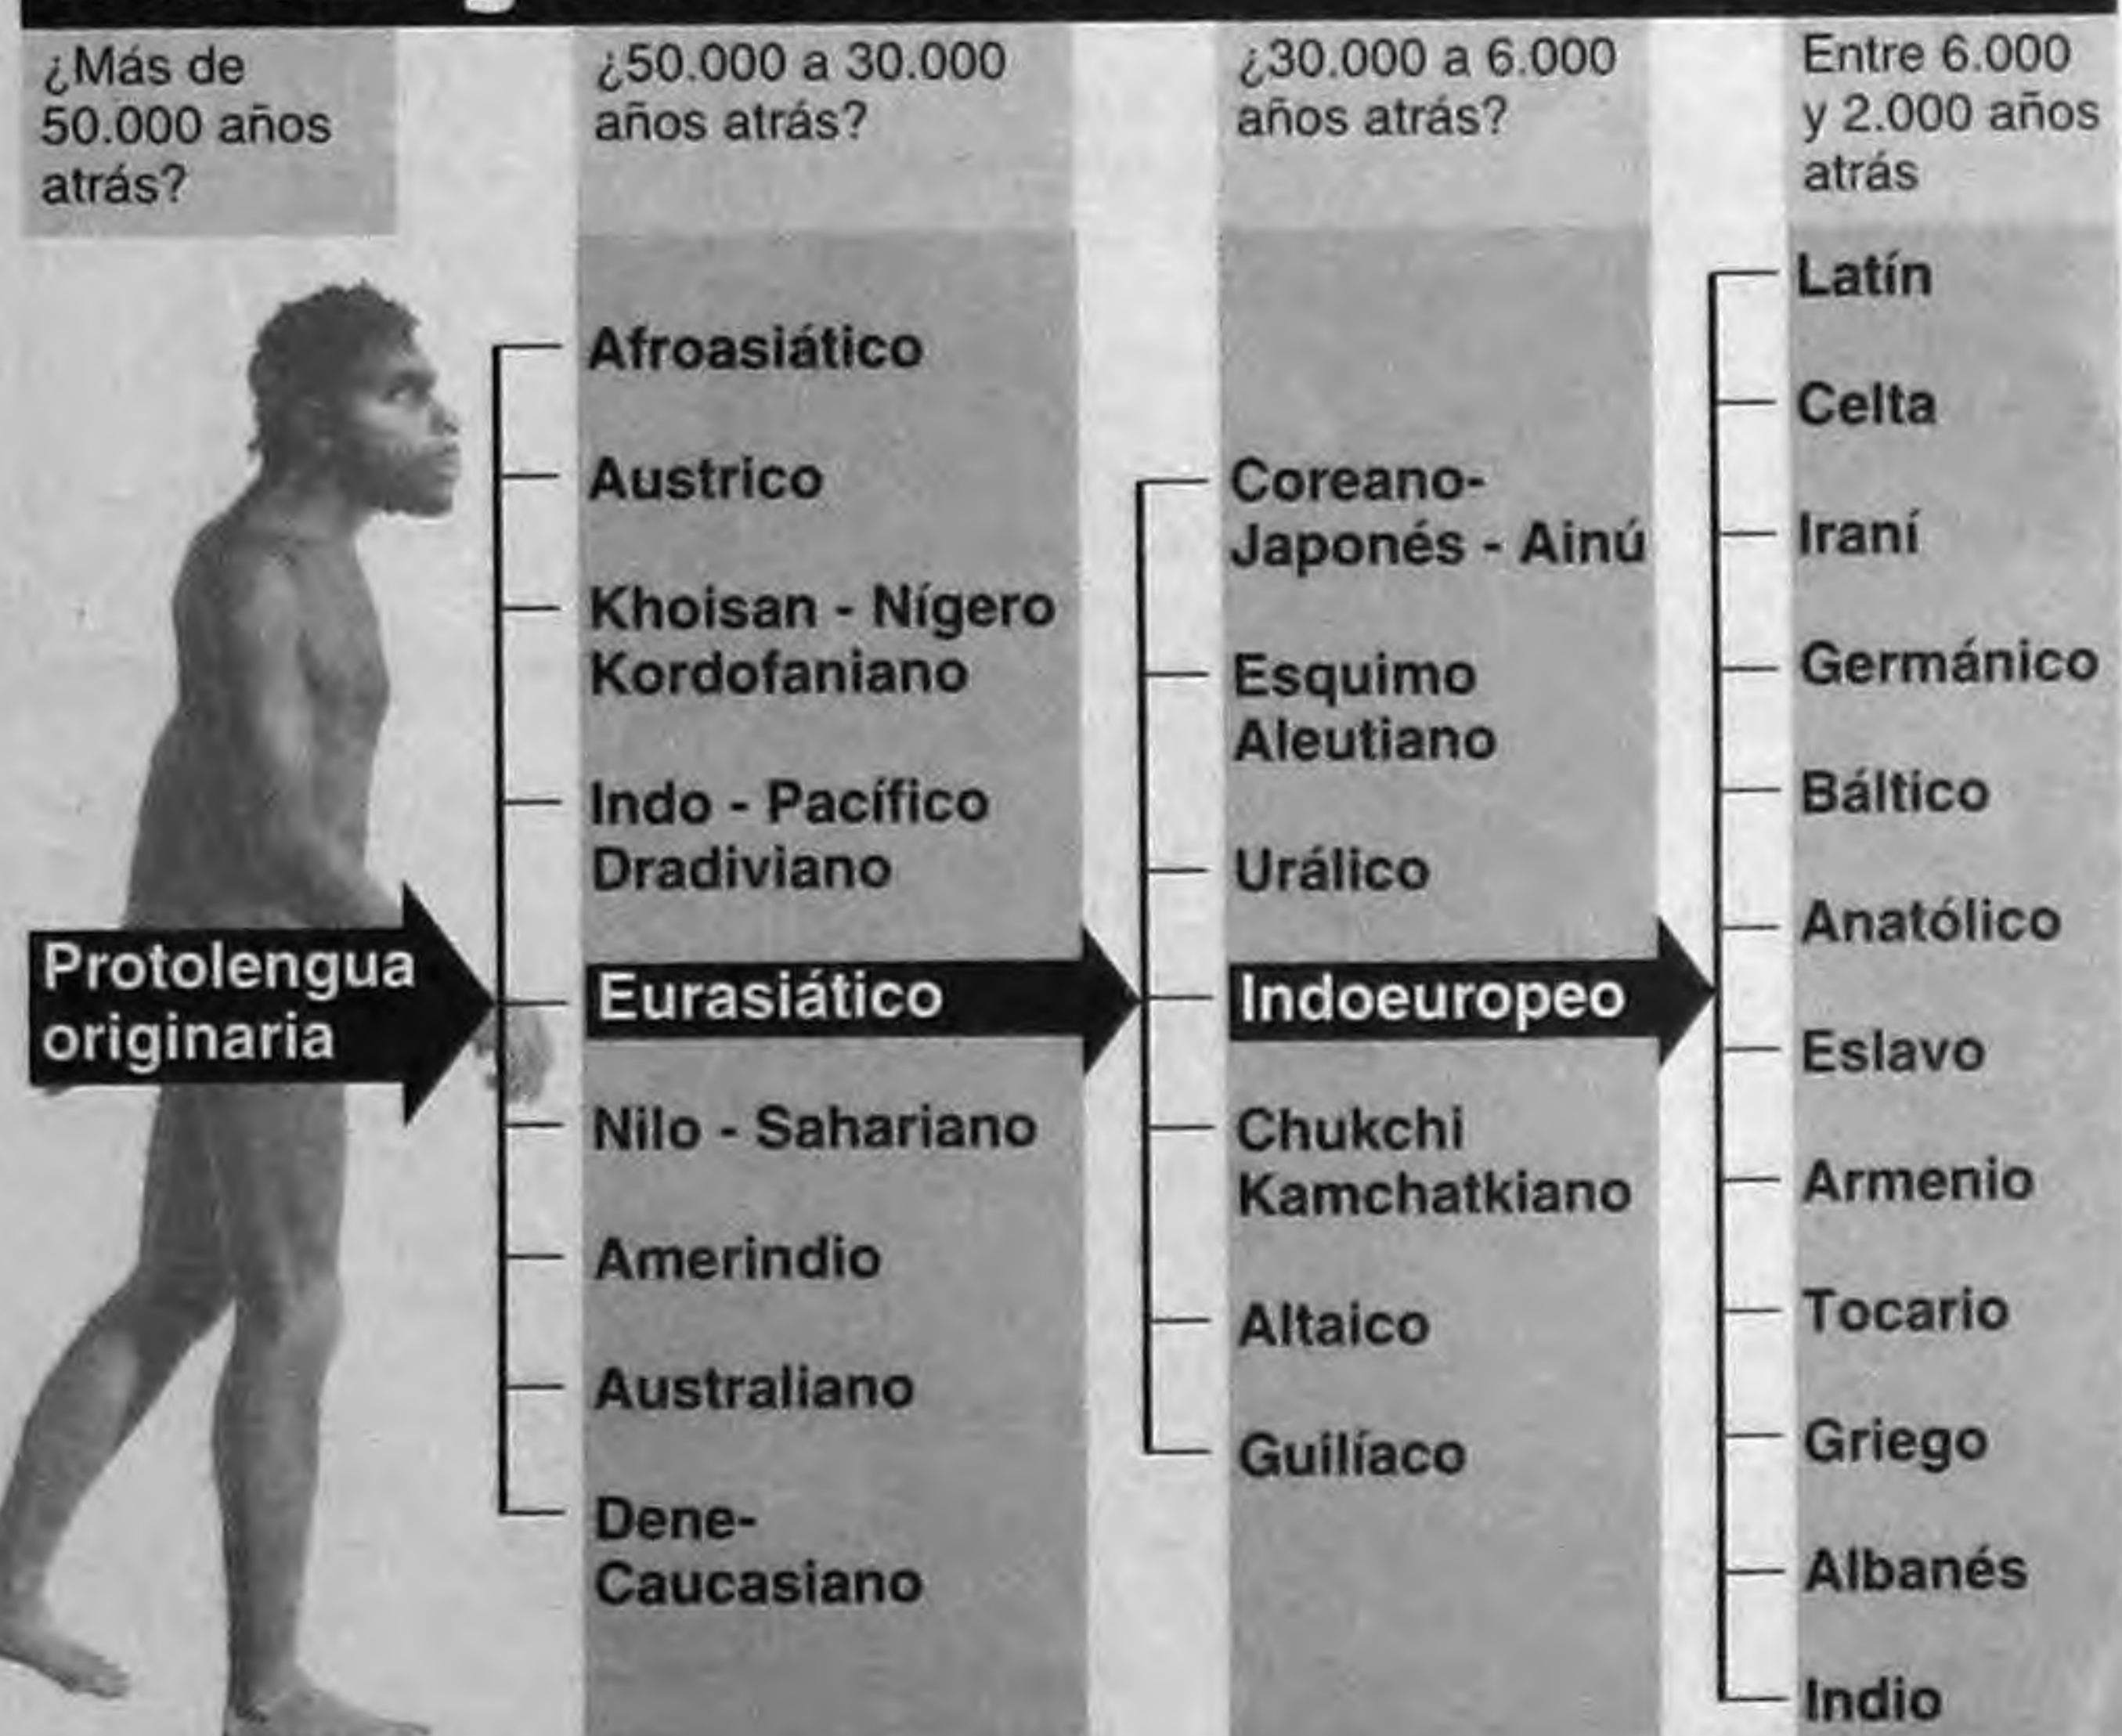 ¿Más de
50.000 años
atrás?
¿50.000 a 30.000
años atrás?
¿30.000 a 6.000
años atrás?
Entre 6.000
y 2.000 años
atrás
Protolengua
originaria
Afroasiático
Austrico
Khoisan - Nígero
Kordofaniano
Indo - Pacífico
Dradiviano
Eurasiático
Nilo - Sahariano
Amerindio
Australiano
Dene-
Caucasiano
Coreano-
Japonés - Ainú
Esquimo
Aleutiano
Urálico
Indoeuropeo
Chukchi
Kamchatkiano
Altaico
Guilíaco
Latín
Celta
Iraní
Germánico
Báltico
Anatólico
Eslavo
Armenio
Tocario
Griego
Albanés
Indio